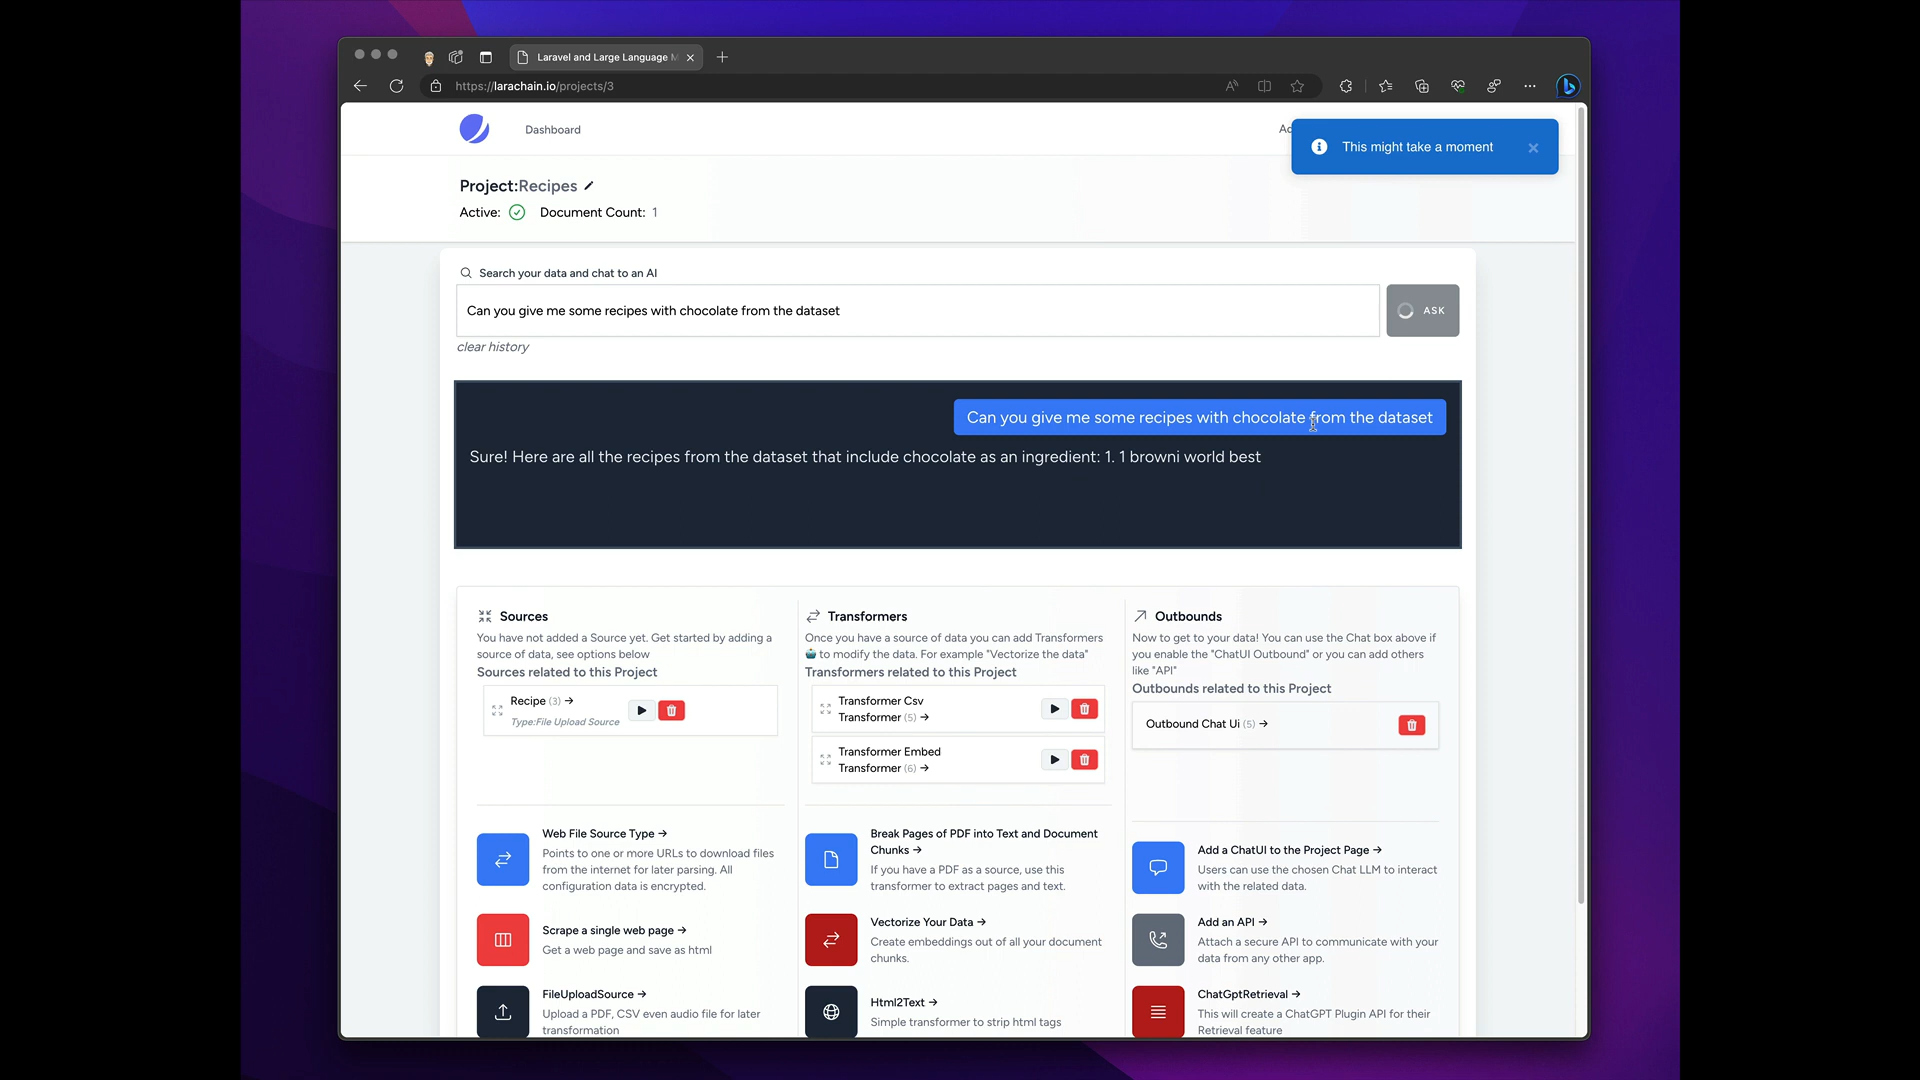 Laravel and Large Language M
https://larachain.io/projects/3
Dashboard
Ad
This might take a moment
Project:Recipes
Active:
Document Count: 1
Search your data and chat to an AI
Can you give me some recipes with chocolate from the dataset
ASK
clear history
Can you give me some recipes with chocolate from the dataset
Sure! Here are all the recipes from the dataset that include chocolate as an ingredient: 1. 1 browni world best
Sources
You have not added a Source yet. Get started by adding a
source of data, see options below
Sources related to this Project
Recipe (3) →
Type:File Upload Source
Web File Source Type →
Points to one or more URLs to download files
from the internet for later parsing. All
configuration data is encrypted.
Scrape a single web page →
Get a web page and save as html
FileUploadSource →
Upload a PDF, CSV even audio file for later
transformation
Transformers
Once you have a source of data you can add Transformers
🤖 to modify the data. For example "Vectorize the data"
Transformers related to this Project
Transformer Csv
Transformer (5) →
Transformer Embed
Transformer (6) →
Break Pages of PDF into Text and Document
Chunks →
If you have a PDF as a source, use this
transformer to extract pages and text.
Vectorize Your Data →
Create embeddings out of all your document
chunks.
Html2Text →
Simple transformer to strip html tags
Outbounds
Now to get to your data! You can use the Chat box above if
you enable the "ChatUI Outbound" or you can add others
like "API"
Outbounds related to this Project
Outbound Chat Ui (5) →
Add a ChatUI to the Project Page →
Users can use the chosen Chat LLM to interact
with the related data.
Add an API →
Attach a secure API to communicate with your
data from any other app.
ChatGptRetrieval →
This will create a ChatGPT Plugin API for their
Retrieval feature